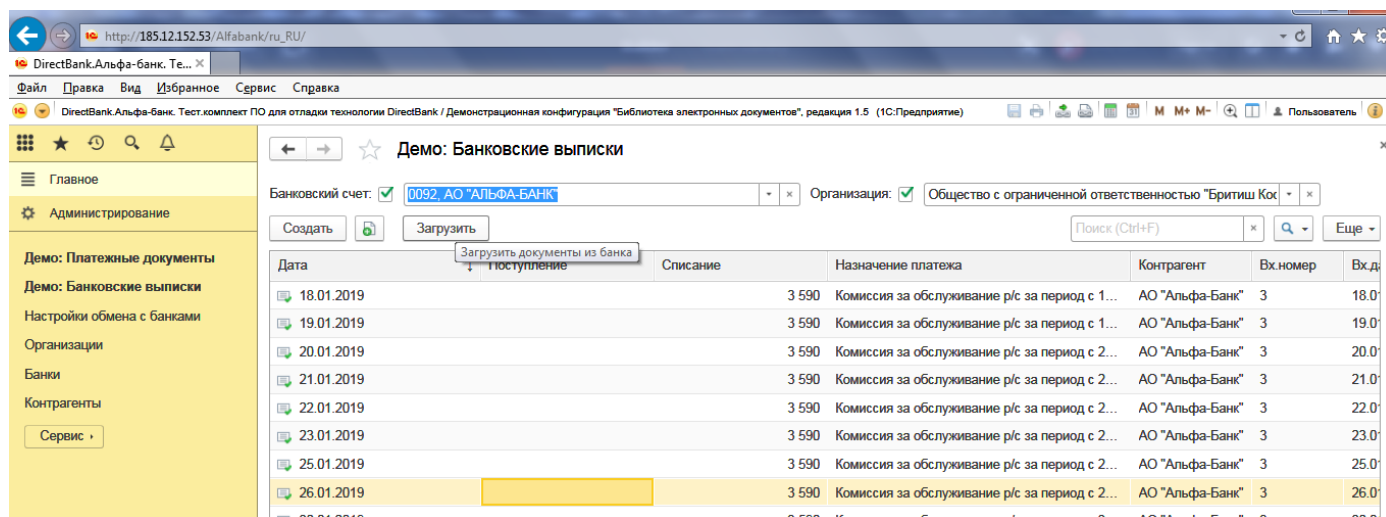 http://185.12.152.53/Alfabank/ru_RU/
DirectBank.Альфа-банк. Те...
Файл Правка Вид Избранное Сервис Справка
DirectBank.Альфа-банк. Тест.комплект ПО для отладки технологии DirectBank / Демонстрационная конфигурация "Библиотека электронных документов", редакция 1.5 (1С:Предприятие) M M+ M- Пользователь
Главное
Администрирование
Демо: Платежные документы
Демо: Банковские выписки
Настройки обмена с банками
Организации
Банки
Контрагенты
Сервис
Демо: Банковские выписки
Банковский счет: 0092, АО "АЛЬФА-БАНК" Организация: Общество с ограниченной ответственностью "Бритиш Кос
Создать Загрузить Поиск (Ctrl+F) Еще
Загрузить документы из банка
Дата Поступление Списание Назначение платежа Контрагент Вх.номер Вх.да
18.01.2019 3 590 Комиссия за обслуживание р/с за период с 1... АО "Альфа-Банк" 3 18.01
19.01.2019 3 590 Комиссия за обслуживание р/с за период с 1... АО "Альфа-Банк" 3 19.01
20.01.2019 3 590 Комиссия за обслуживание р/с за период с 2... АО "Альфа-Банк" 3 20.01
21.01.2019 3 590 Комиссия за обслуживание р/с за период с 2... АО "Альфа-Банк" 3 21.01
22.01.2019 3 590 Комиссия за обслуживание р/с за период с 2... АО "Альфа-Банк" 3 22.01
23.01.2019 3 590 Комиссия за обслуживание р/с за период с 2... АО "Альфа-Банк" 3 23.01
25.01.2019 3 590 Комиссия за обслуживание р/с за период с 2... АО "Альфа-Банк" 3 25.01
26.01.2019 3 590 Комиссия за обслуживание р/с за период с 2... АО "Альфа-Банк" 3 26.01